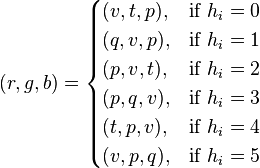 (r, g, b) = 
(v, t, p), if h_i = 0
(q, v, p), if h_i = 1
(p, v, t), if h_i = 2
(p, q, v), if h_i = 3
(t, p, v), if h_i = 4
(v, p, q), if h_i = 5